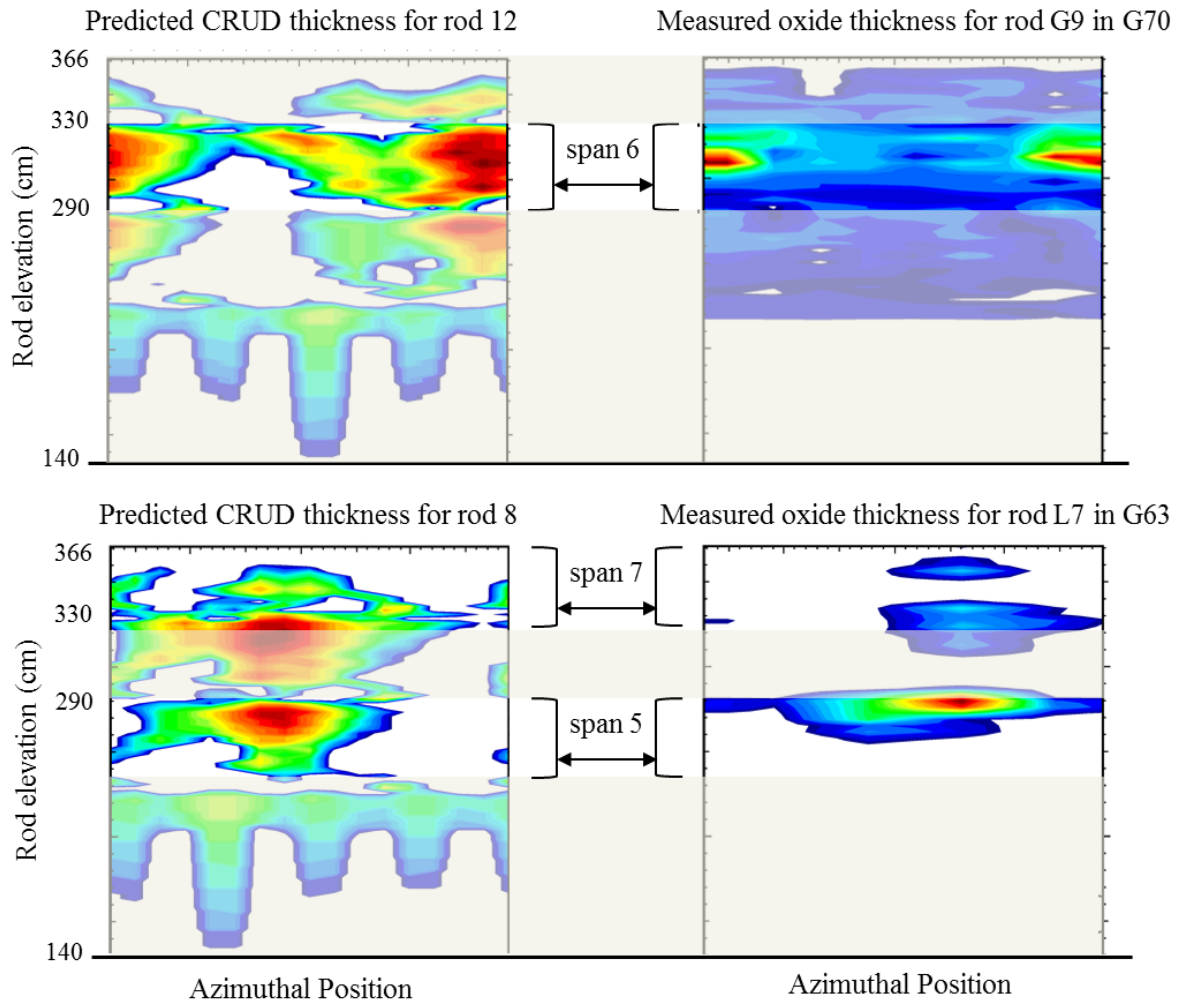 Predicted CRUD thickness for rod 12
Measured oxide thickness for rod G9 in G70
366
330
290
140
Rod elevation (cm)
span 6
Predicted CRUD thickness for rod 8
Measured oxide thickness for rod L7 in G63
366
330
290
140
Rod elevation (cm)
span 7
span 5
Azimuthal Position
Azimuthal Position